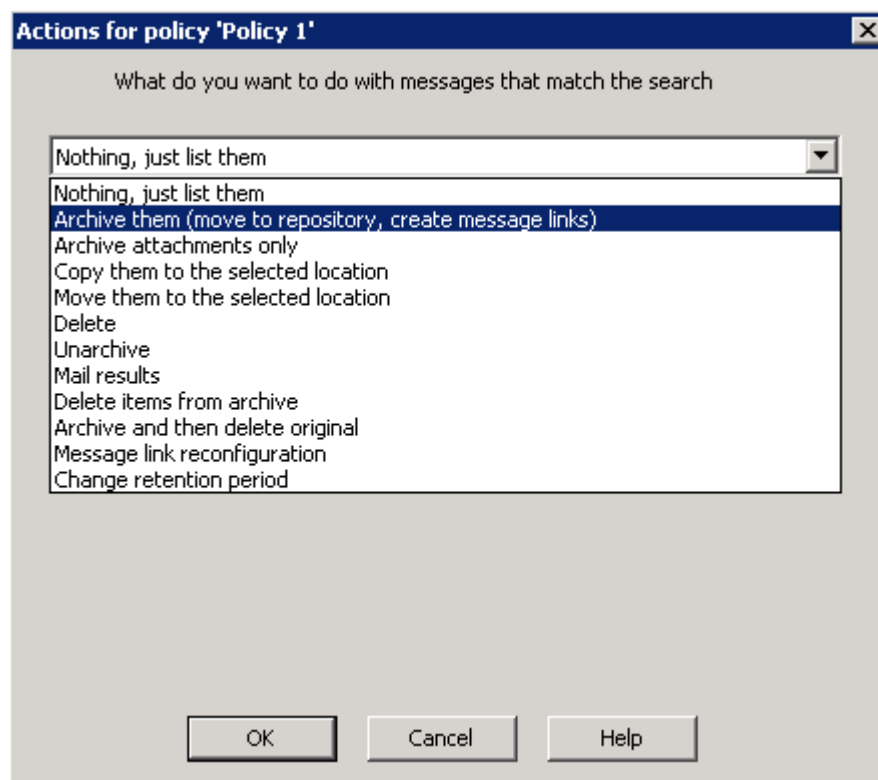 Actions for policy 'Policy 1'
What do you want to do with messages that match the search
Nothing, just list them
Nothing, just list them
Archive them (move to repository, create message links)
Archive attachments only
Copy them to the selected location
Move them to the selected location
Delete
Unarchive
Mail results
Delete items from archive
Archive and then delete original
Message link reconfiguration
Change retention period
OK Cancel Help